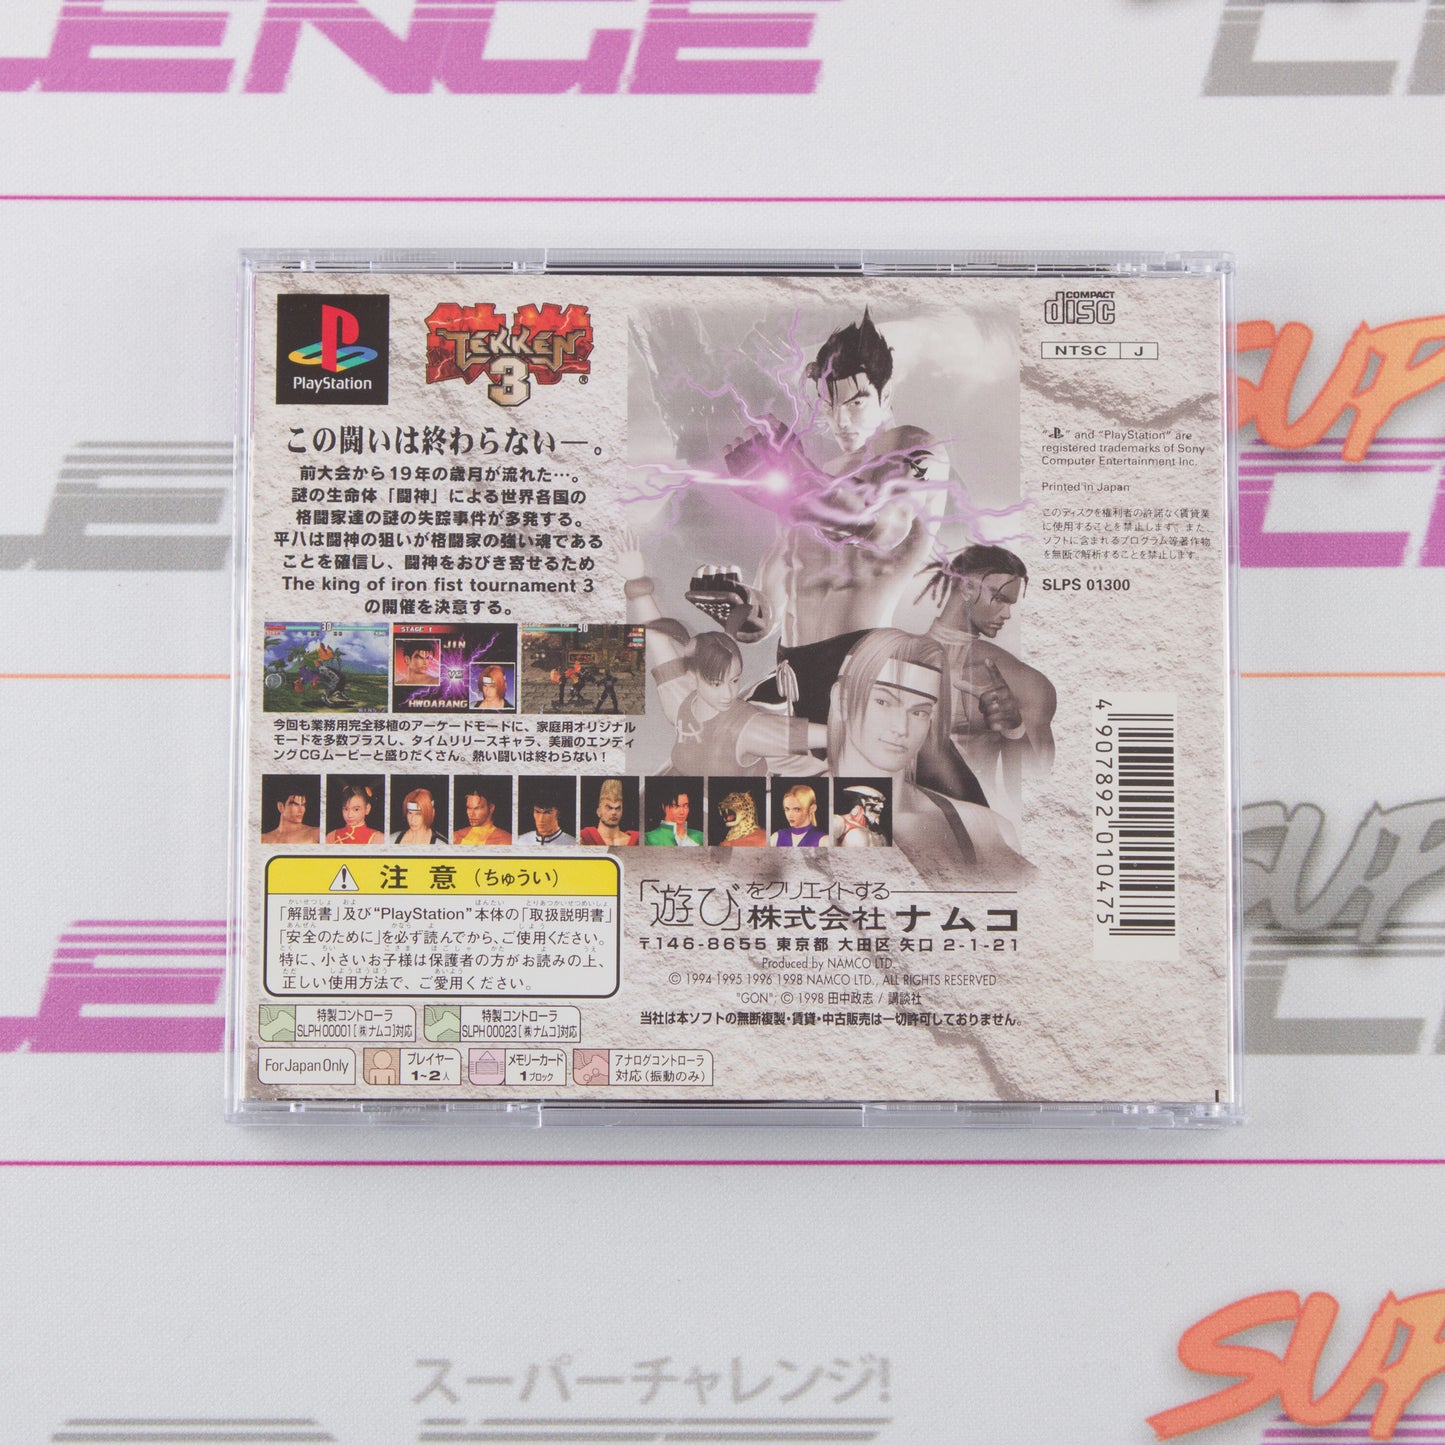 ENGE
PlayStation
TEKKEN
3
®
この闘いは終わらない―。
前大会から19年の歳月が流れた…。
謎の生命体「闘神」による世界各国の
格闘家達の謎の失踪事件が多発する。
平八は闘神の狙いが格闘家の強い魂である
ことを確信し、闘神をおびき寄せるため
The king of iron fist tournament 3
の開催を決意する。
STAGE 1
JIN
VS
HWOARANG
今回も業務用完全移植のアーケードモードに、家庭用オリジナル
モードを多数プラスし、タイムリリースキャラ、美麗のエンディ
ングCGムービーと盛りだくさん。熱い闘いは終わらない!
COMPACT
disc
NTSC J
"PS" and "PlayStation" are
registered trademarks of Sony
Computer Entertainment Inc.
Printed in Japan
このディスクを権利者の許諾なく賃貸業
に使用することを禁止します。また、
ソフトに含まれるプログラム等著作物
を無断で解析することを禁止します。
SLPS 01300
4 907892 010475
注意(ちゅうい)
「解説書」及び"PlayStation"本体の「取扱説明書」
「安全のために」を必ず読んでから、ご使用ください。
特に、小さいお子様は保護者の方がお読みの上、
正しい使用方法で、ご愛用ください。
特製コントローラ
SLPH 00001[㈱ナムコ]対応
特製コントローラ
SLPH 00023[㈱ナムコ]対応
For Japan Only
プレイヤー
1~2人
メモリーカード
1ブロック
アナログコントローラ
対応(振動のみ)
「遊び」をクリエイトする
株式会社ナムコ
〒146-8655 東京都 大田区 矢口 2-1-21
Produced by NAMCO LTD.
© 1994 1995 1996 1998 NAMCO LTD., ALL RIGHTS RESERVED
"GON"; © 1998 田中政志 / 講談社
当社は本ソフトの無断複製・賃貸・中古販売は一切許可しておりません。
スーパーチャレンジ!